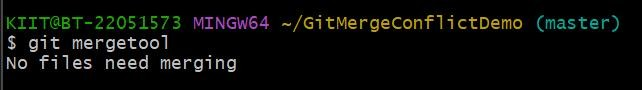 KIIT@BT-22051573 MINGW64 ~/GitMergeConflictDemo (master)
$ git mergetool
No files need merging